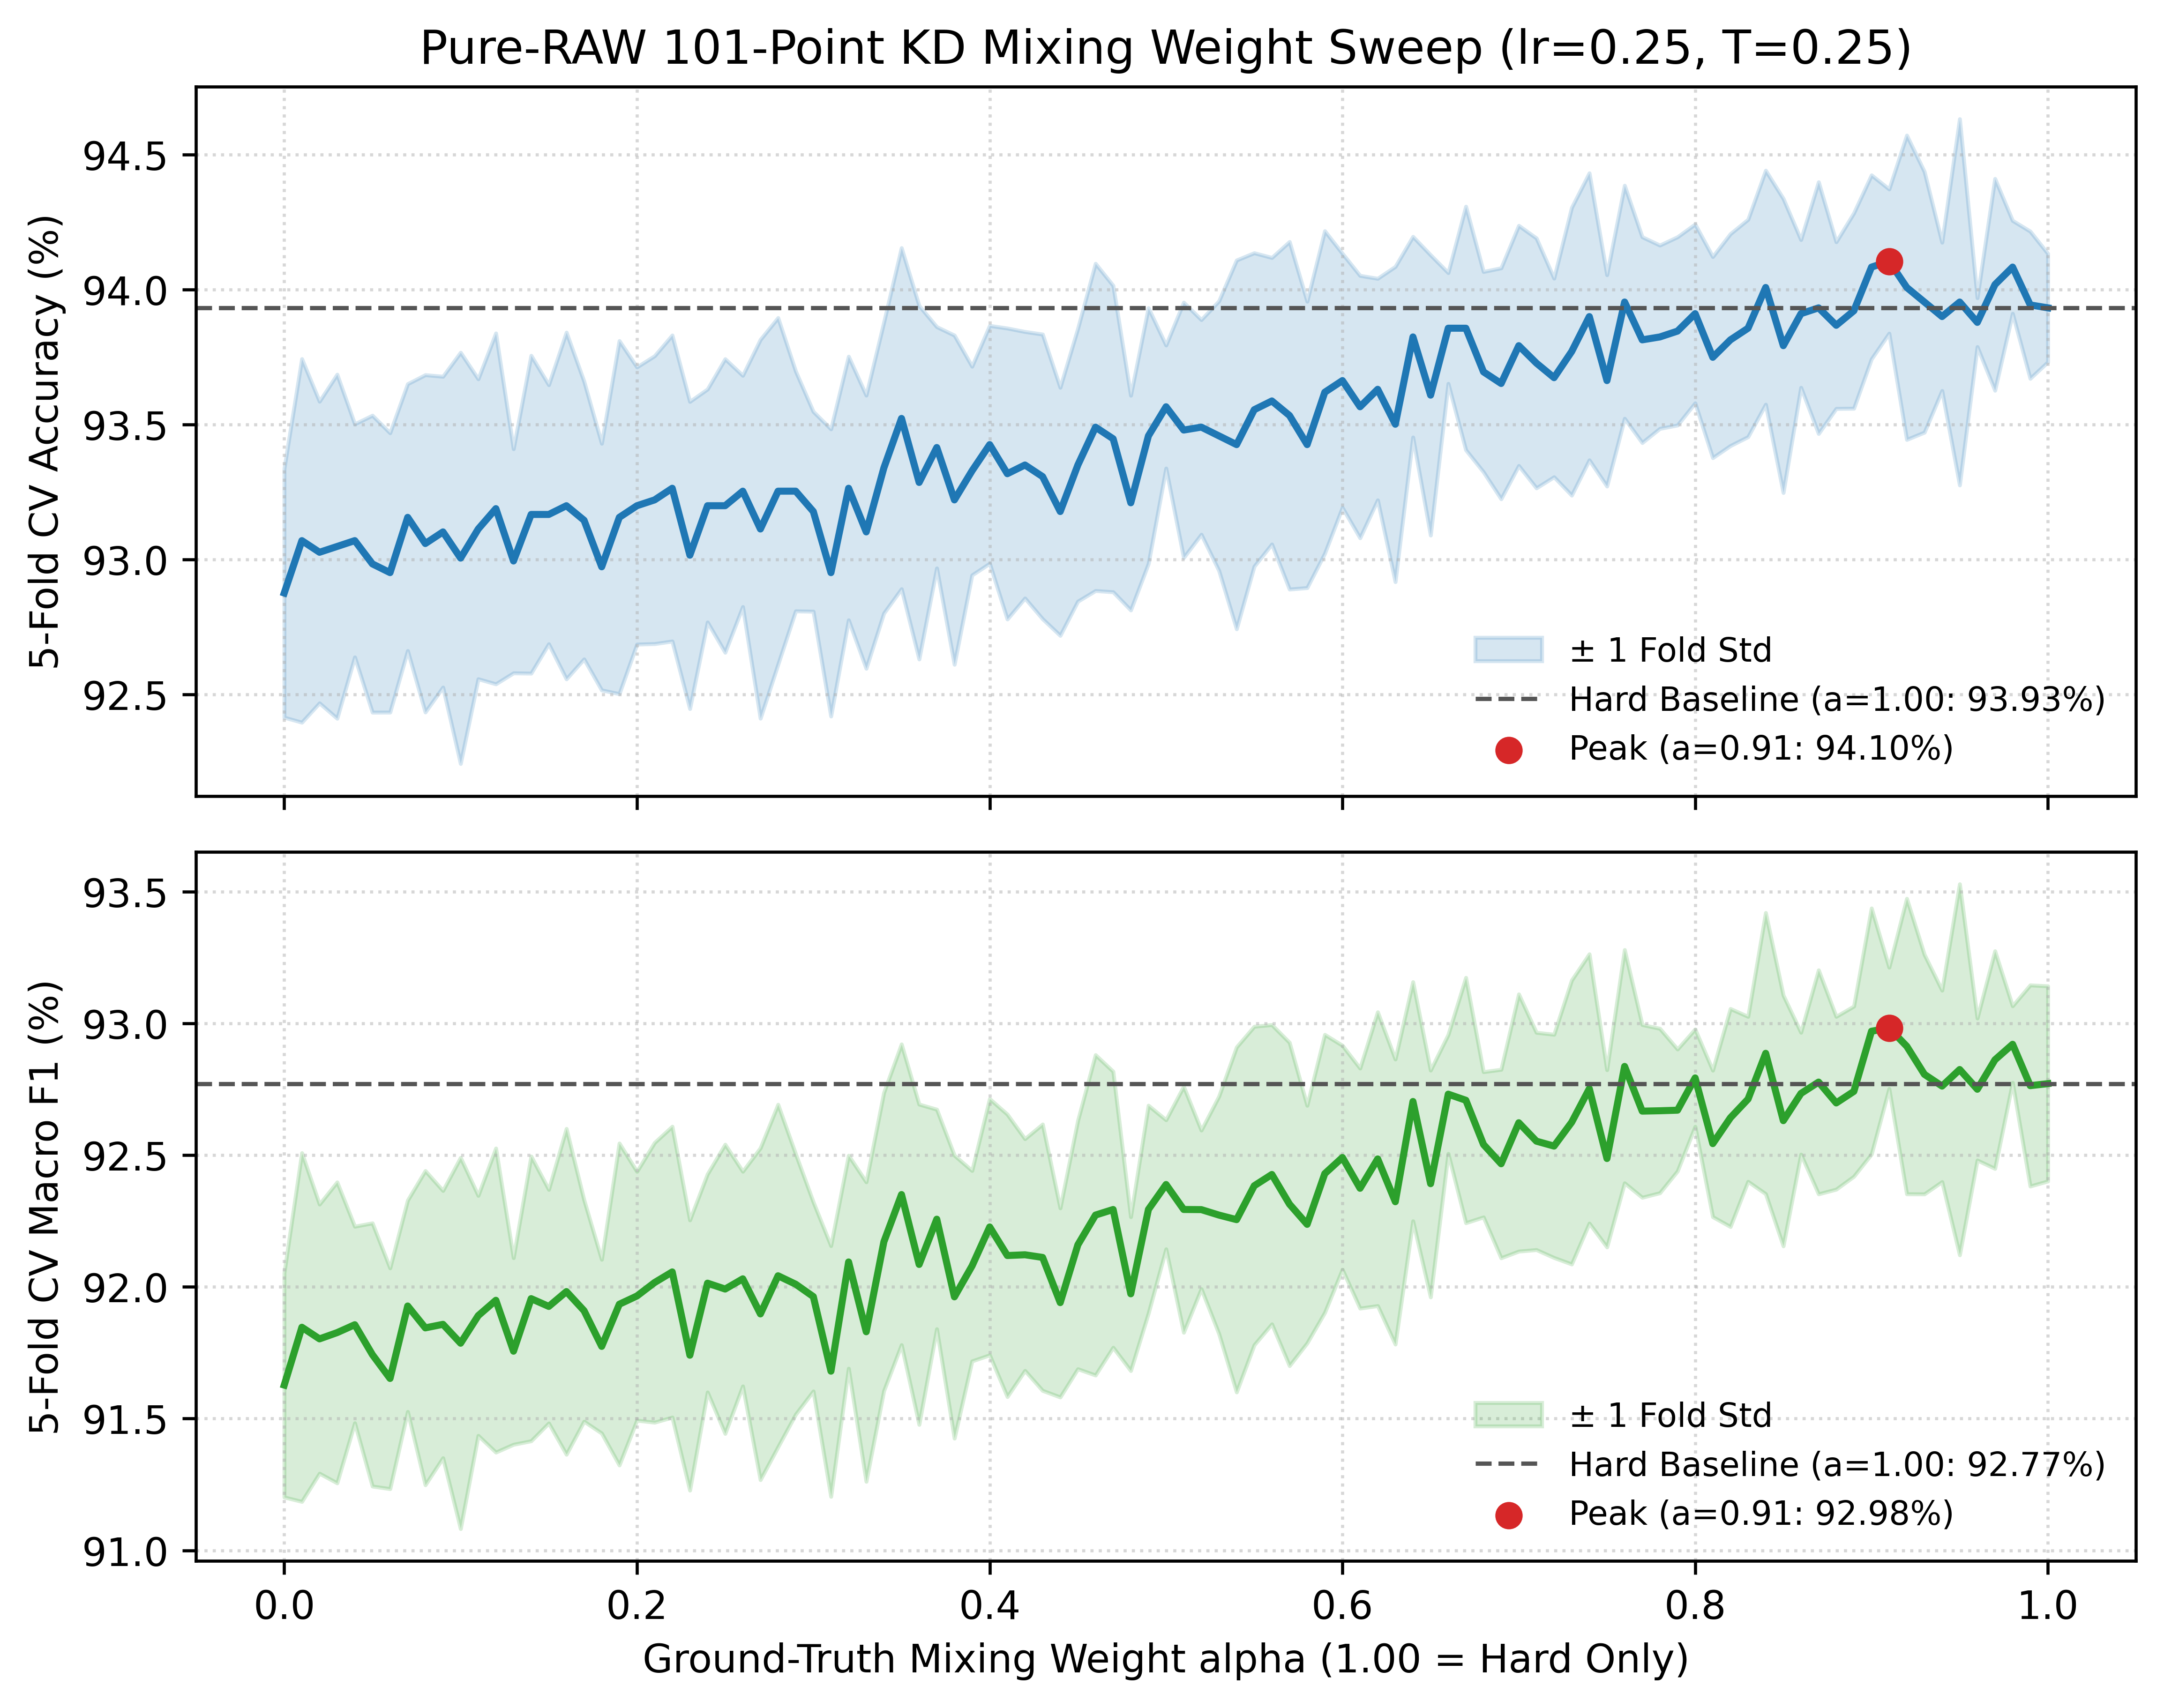 Pure-RAW 101-Point KD Mixing Weight Sweep (lr=0.25, T=0.25)
5-Fold CV Accuracy (%)
94.5
94.0
93.5
93.0
92.5
± 1 Fold Std
Hard Baseline (a=1.00: 93.93%)
Peak (a=0.91: 94.10%)
5-Fold CV Macro F1 (%)
93.5
93.0
92.5
92.0
91.5
91.0
± 1 Fold Std
Hard Baseline (a=1.00: 92.77%)
Peak (a=0.91: 92.98%)
0.0 0.2 0.4 0.6 0.8 1.0
Ground-Truth Mixing Weight alpha (1.00 = Hard Only)